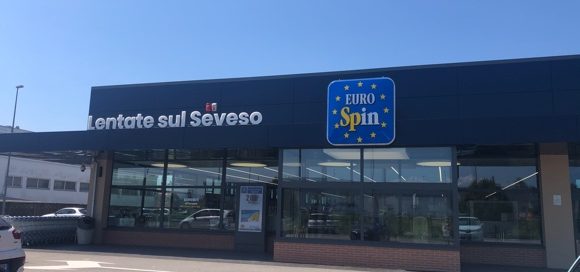 Lentate sul Seveso
EURO
Spin